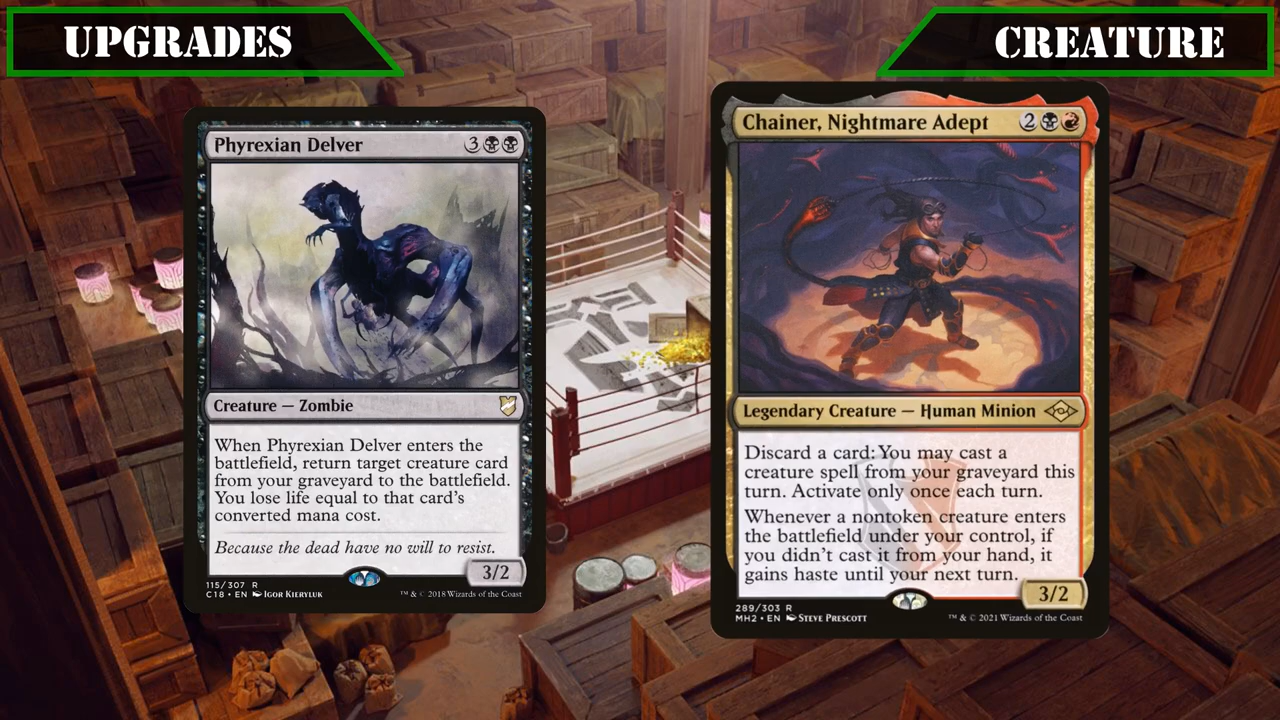 UPGRADES
CREATURE
Phyrexian Delver 3
Creature — Zombie
When Phyrexian Delver enters the
battlefield, return target creature card
from your graveyard to the battlefield.
You lose life equal to that card's
converted mana cost.
Because the dead have no will to resist.
3/2
115/307 R
C18 • EN Igor Kieryluk
™ & © 2018 Wizards of the Coast
Chainer, Nightmare Adept 2
Legendary Creature — Human Minion
Discard a card: You may cast a
creature spell from your graveyard this
turn. Activate only once each turn.
Whenever a nontoken creature enters
the battlefield under your control, if
you didn't cast it from your hand, it
gains haste until your next turn.
3/2
289/303 R
MH2 • EN Steve Prescott
™ & © 2021 Wizards of the Coast